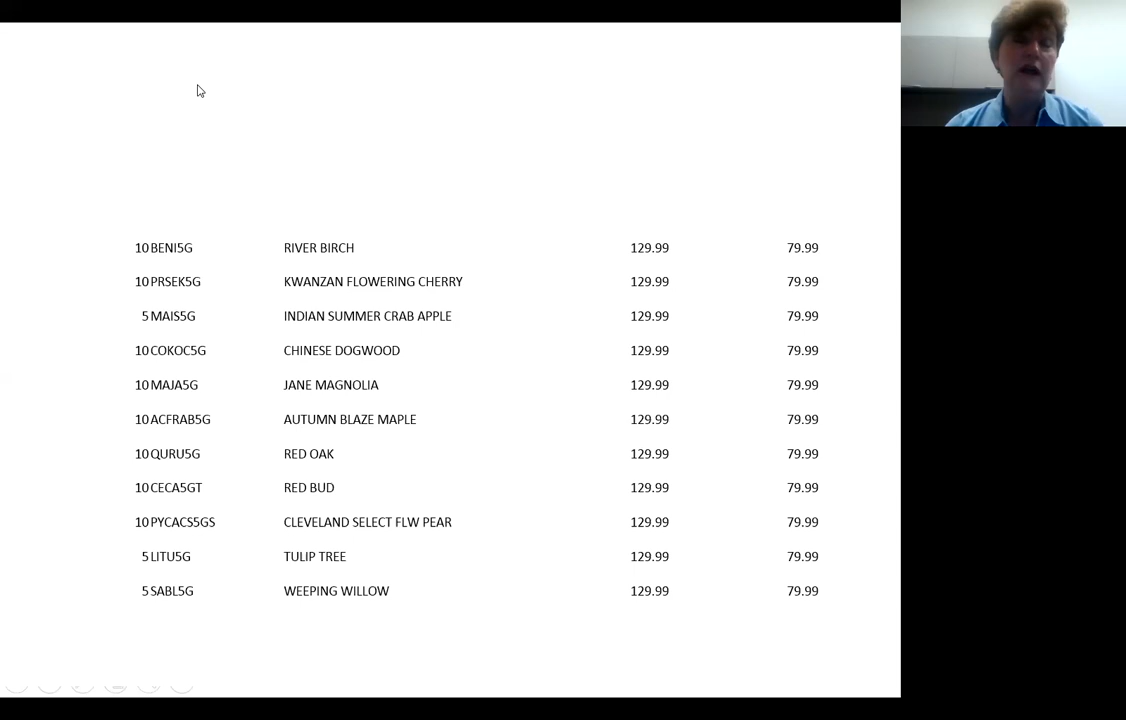 10 BENI5G RIVER BIRCH 129.99 79.99
10 PRSEK5G KWANZAN FLOWERING CHERRY 129.99 79.99
5 MAIS5G INDIAN SUMMER CRAB APPLE 129.99 79.99
10 COKOC5G CHINESE DOGWOOD 129.99 79.99
10 MAJA5G JANE MAGNOLIA 129.99 79.99
10 ACFRAB5G AUTUMN BLAZE MAPLE 129.99 79.99
10 QURU5G RED OAK 129.99 79.99
10 CECA5GT RED BUD 129.99 79.99
10 PYCACS5GS CLEVELAND SELECT FLW PEAR 129.99 79.99
5 LITU5G TULIP TREE 129.99 79.99
5 SABL5G WEEPING WILLOW 129.99 79.99